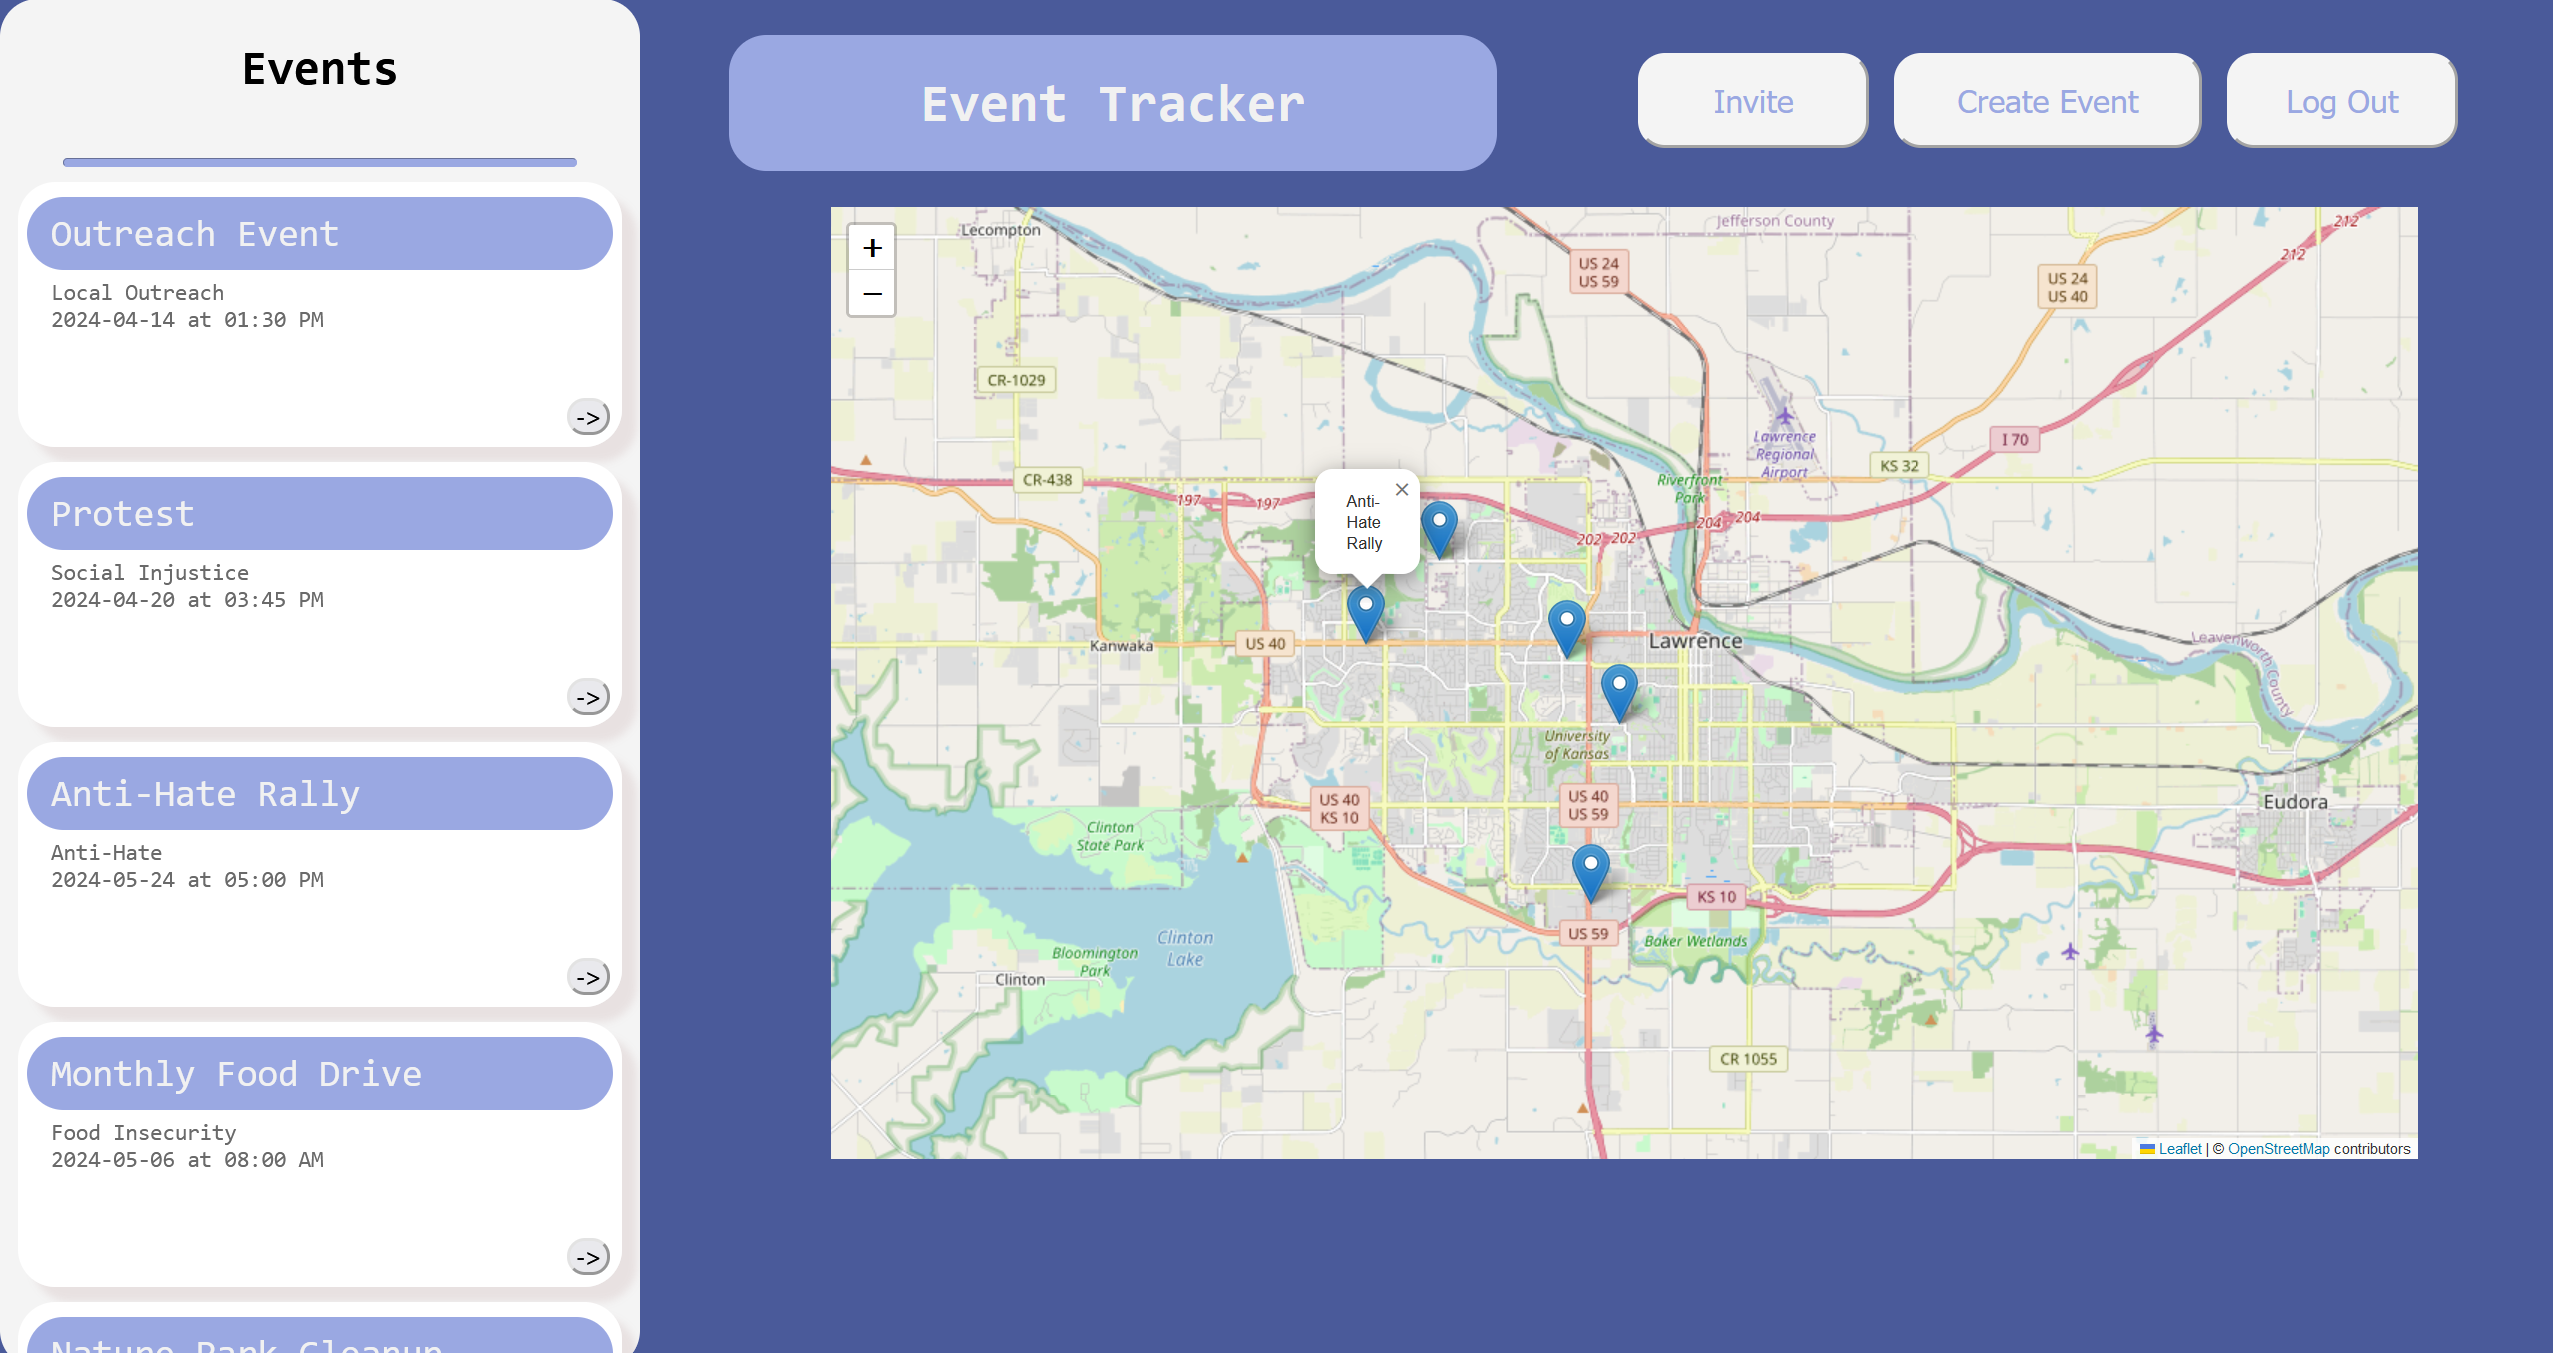 Events
Outreach Event
Local Outreach
2024-04-14 at 01:30 PM
->
Protest
Social Injustice
2024-04-20 at 03:45 PM
->
Anti-Hate Rally
Anti-Hate
2024-05-24 at 05:00 PM
->
Monthly Food Drive
Food Insecurity
2024-05-06 at 08:00 AM
->
Nature Park Cleanup
Event Tracker
Invite
Create Event
Log Out
+
−
Lecompton
Jefferson County
212
212
US 24
US 59
US 24
US 40
CR-1029
Lawrence
Regional
Airport
I 70
KS 32
CR-438
197
197
Riverfront
Park
204
204
202
202
×
Anti-
Hate
Rally
Kanwaka
US 40
Lawrence
Leavenworth County
University
of Kansas
US 40
KS 10
US 40
US 59
Eudora
Clinton
State Park
KS 10
US 59
Baker Wetlands
Clinton
Lake
Bloomington
Park
Clinton
CR 1055
Leaflet | © OpenStreetMap contributors